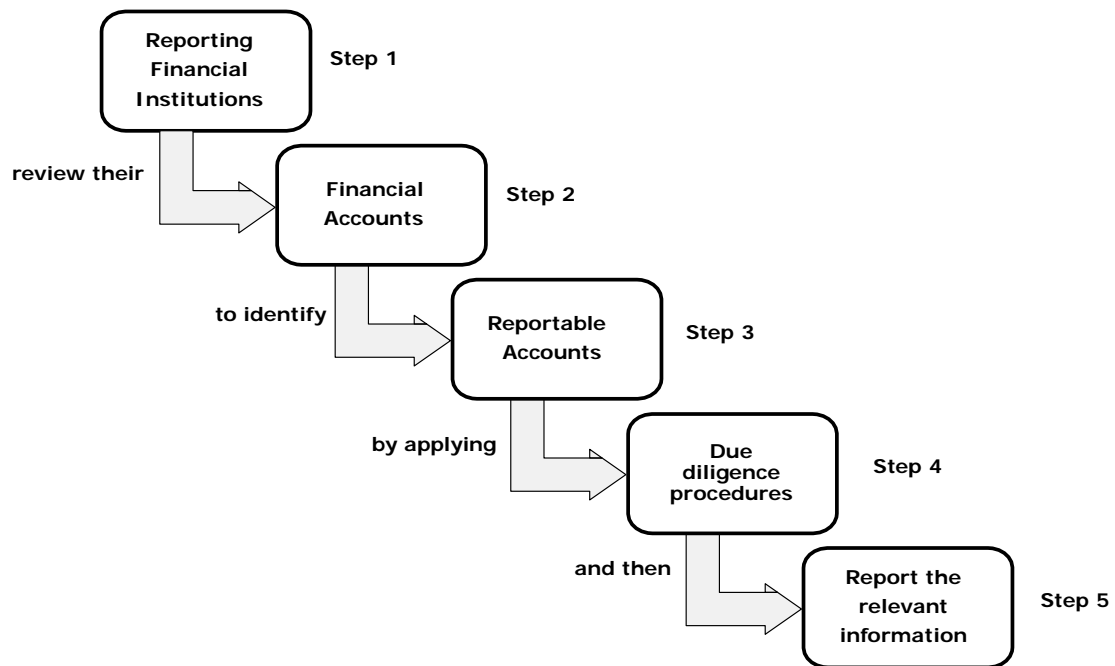 Reporting
Financial
Institutions
Step 1
review their
Financial
Accounts
Step 2
to identify
Reportable
Accounts
Step 3
by applying
Due
diligence
procedures
Step 4
and then
Report the
relevant
information
Step 5